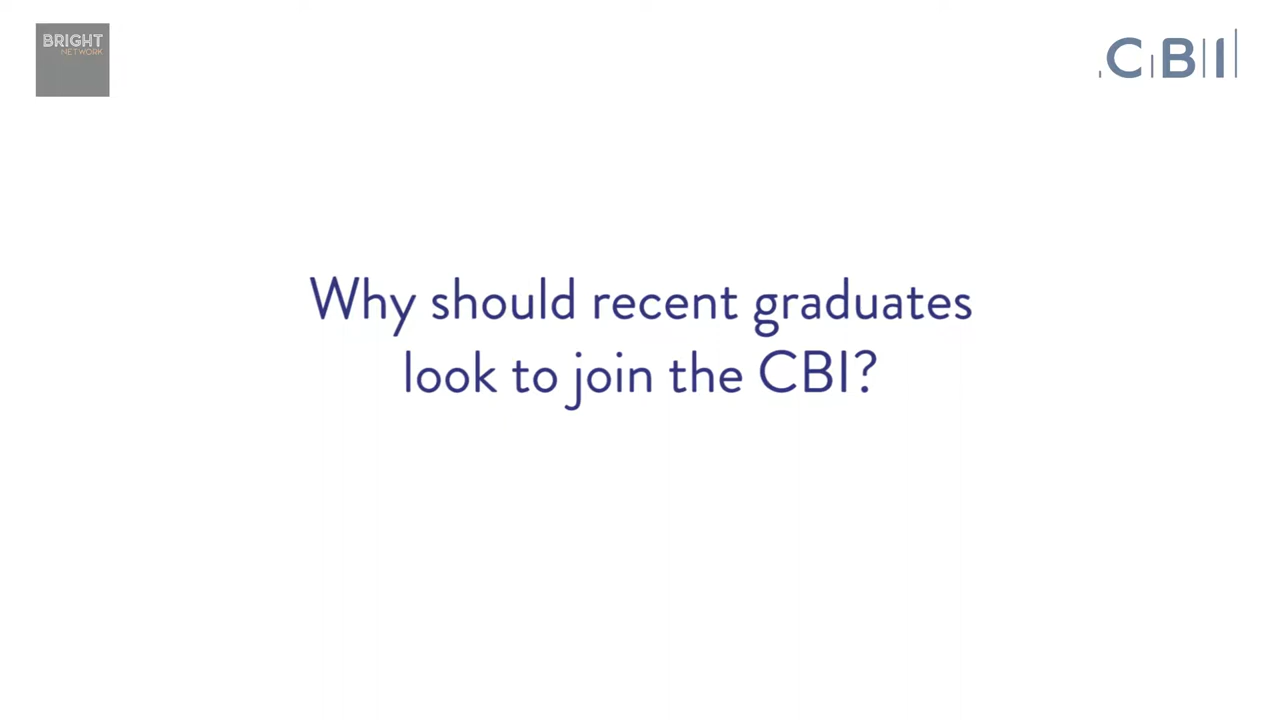 BRIGHT
NETWORK
CBI
Why should recent graduates
look to join the CBI?